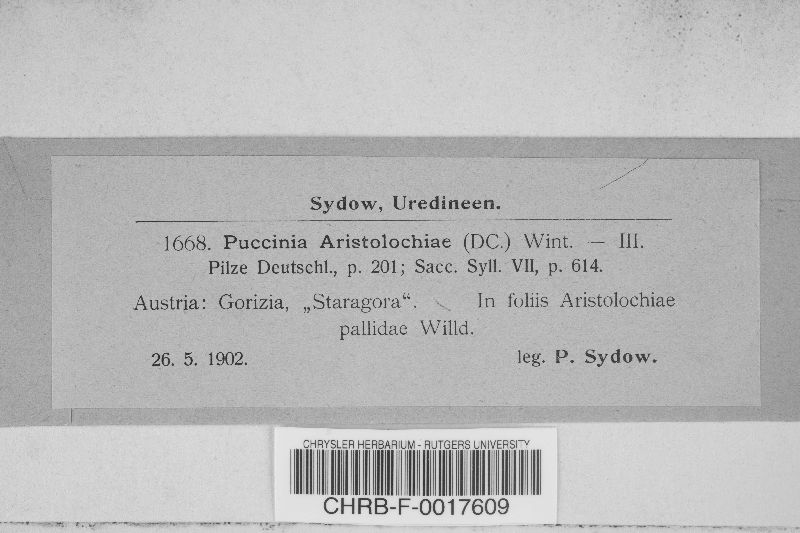 Sydow, Uredineen.
1668. Puccinia Aristolochiae (DC.) Wint. — III.
Pilze Deutschl., p. 201; Sacc. Syll. VII, p. 614.
Austria: Gorizia, „Staragora“. In foliis Aristolochiae
pallidae Willd.
26. 5. 1902. leg. P. Sydow.
CHRYSLER HERBARIUM - RUTGERS UNIVERSITY
CHRB-F-0017609